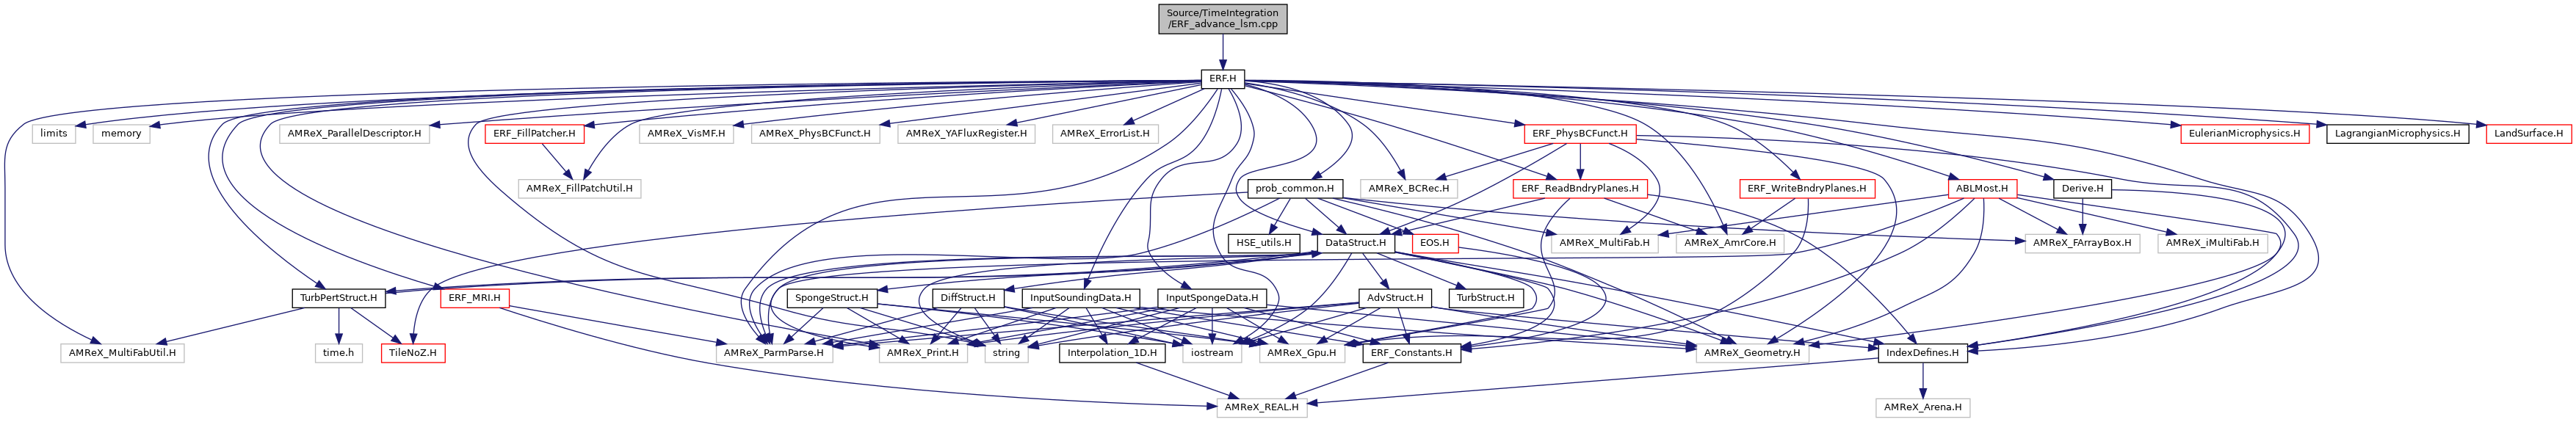 Source/TimeIntegration
/ERF_advance_lsm.cpp
ERF.H
limits
memory
AMReX_ParallelDescriptor.H
ERF_FillPatcher.H
AMReX_VisMF.H
AMReX_PhysBCFunct.H
AMReX_YAFluxRegister.H
AMReX_ErrorList.H
ERF_PhysBCFunct.H
EulerianMicrophysics.H
LagrangianMicrophysics.H
LandSurface.H
AMReX_FillPatchUtil.H
prob_common.H
AMReX_BCRec.H
ERF_ReadBndryPlanes.H
ERF_WriteBndryPlanes.H
ABLMost.H
Derive.H
HSE_utils.H
DataStruct.H
EOS.H
AMReX_MultiFab.H
AMReX_AmrCore.H
AMReX_FArrayBox.H
AMReX_iMultiFab.H
TurbPertStruct.H
ERF_MRI.H
SpongeStruct.H
DiffStruct.H
InputSoundingData.H
InputSpongeData.H
AdvStruct.H
TurbStruct.H
AMReX_MultiFabUtil.H
time.h
TileNoZ.H
AMReX_ParmParse.H
AMReX_Print.H
string
Interpolation_1D.H
iostream
AMReX_Gpu.H
ERF_Constants.H
AMReX_Geometry.H
IndexDefines.H
AMReX_REAL.H
AMReX_Arena.H